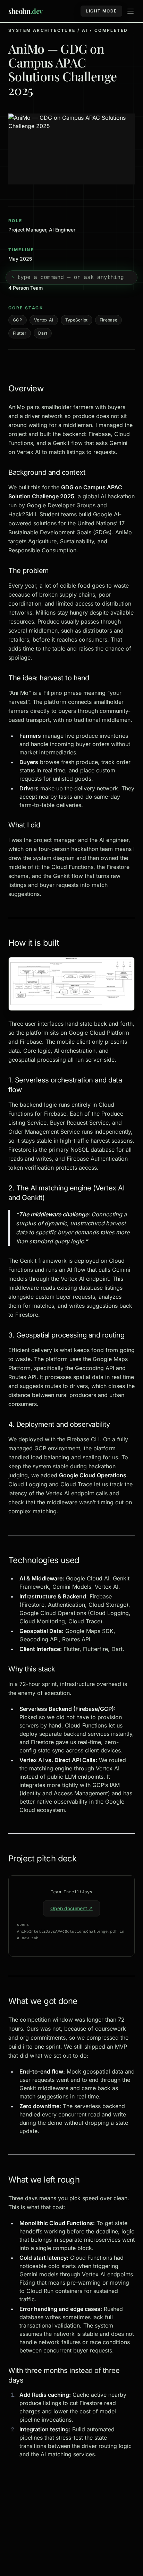 sheohn.dev
LIGHT MODE
SYSTEM ARCHITECTURE / AI • COMPLETED
AniMo — GDG on
Campus APAC
Solutions Challenge
2025
AniMo — GDG on Campus APAC Solutions
Challenge 2025
ROLE
Project Manager, AI Engineer
TIMELINE
May 2025
› type a command — or ask anything
4 Person Team
CORE STACK
GCP
Vertex AI
TypeScript
Firebase
Flutter
Dart
Overview
AniMo pairs smallholder farmers with buyers
and a driver network so produce does not sit
around waiting for a middleman. I managed the
project and built the backend: Firebase, Cloud
Functions, and a Genkit flow that asks Gemini
on Vertex AI to match listings to requests.
Background and context
We built this for the GDG on Campus APAC
Solution Challenge 2025, a global AI hackathon
run by Google Developer Groups and
Hack2Skill. Student teams build Google AI-
powered solutions for the United Nations' 17
Sustainable Development Goals (SDGs). AniMo
targets Agriculture, Sustainability, and
Responsible Consumption.
The problem
Every year, a lot of edible food goes to waste
because of broken supply chains, poor
coordination, and limited access to distribution
networks. Millions stay hungry despite available
resources. Produce usually passes through
several middlemen, such as distributors and
retailers, before it reaches consumers. That
adds time to the table and raises the chance of
spoilage.
The idea: harvest to hand
"Ani Mo" is a Filipino phrase meaning "your
harvest". The platform connects smallholder
farmers to buyers through community-
based transport, with no traditional middlemen.
• Farmers manage live produce inventories
and handle incoming buyer orders without
market intermediaries.
• Buyers browse fresh produce, track order
status in real time, and place custom
requests for unlisted goods.
• Drivers make up the delivery network. They
accept nearby tasks and do same-day
farm-to-table deliveries.
What I did
I was the project manager and the AI engineer,
which on a four-person hackathon team means I
drew the system diagram and then owned the
middle of it: the Cloud Functions, the Firestore
schema, and the Genkit flow that turns raw
listings and buyer requests into match
suggestions.
How it is built
Three user interfaces hand state back and forth,
so the platform sits on Google Cloud Platform
and Firebase. The mobile client only presents
data. Core logic, AI orchestration, and
geospatial processing all run server-side.
1. Serverless orchestration and data
flow
The backend logic runs entirely in Cloud
Functions for Firebase. Each of the Produce
Listing Service, Buyer Request Service, and
Order Management Service runs independently,
so it stays stable in high-traffic harvest seasons.
Firestore is the primary NoSQL database for all
reads and writes, and Firebase Authentication
token verification protects access.
2. The AI matching engine (Vertex AI
and Genkit)
"The middleware challenge: Connecting a
surplus of dynamic, unstructured harvest
data to specific buyer demands takes more
than standard query logic."
The Genkit framework is deployed on Cloud
Functions and runs an AI flow that calls Gemini
models through the Vertex AI endpoint. This
middleware reads existing database listings
alongside custom buyer requests, analyzes
them for matches, and writes suggestions back
to Firestore.
3. Geospatial processing and routing
Efficient delivery is what keeps food from going
to waste. The platform uses the Google Maps
Platform, specifically the Geocoding API and
Routes API. It processes spatial data in real time
and suggests routes to drivers, which closes the
distance between rural producers and urban
consumers.
4. Deployment and observability
We deployed with the Firebase CLI. On a fully
managed GCP environment, the platform
handled load balancing and scaling for us. To
keep the system stable during hackathon
judging, we added Google Cloud Operations.
Cloud Logging and Cloud Trace let us track the
latency of the Vertex AI endpoint calls and
check that the middleware wasn't timing out on
complex matching.
Technologies used
• AI & Middleware: Google Cloud AI, Genkit
Framework, Gemini Models, Vertex AI.
• Infrastructure & Backend: Firebase
(Firestore, Authentication, Cloud Storage),
Google Cloud Operations (Cloud Logging,
Cloud Monitoring, Cloud Trace).
• Geospatial Data: Google Maps SDK,
Geocoding API, Routes API.
• Client Interface: Flutter, Flutterfire, Dart.
Why this stack
In a 72-hour sprint, infrastructure overhead is
the enemy of execution.
• Serverless Backend (Firebase/GCP):
Picked so we did not have to provision
servers by hand. Cloud Functions let us
deploy separate backend services instantly,
and Firestore gave us real-time, zero-
config state sync across client devices.
• Vertex AI vs. Direct API Calls: We routed
the matching engine through Vertex AI
instead of public LLM endpoints. It
integrates more tightly with GCP's IAM
(Identity and Access Management) and has
better native observability in the Google
Cloud ecosystem.
Project pitch deck
Team IntelliJays
Open document ↗
What we got done
The competition window was longer than 72
hours. Ours was not, because of coursework
and org commitments, so we compressed the
build into one sprint. We still shipped an MVP
that did what we set out to do:
• End-to-end flow: Mock geospatial data and
user requests went end to end through the
Genkit middleware and came back as
match suggestions in real time.
• Zero downtime: The serverless backend
handled every concurrent read and write
during the demo without dropping a state
update.
What we left rough
Three days means you pick speed over clean.
This is what that cost:
• Monolithic Cloud Functions: To get state
handoffs working before the deadline, logic
that belongs in separate microservices went
into a single compute block.
• Cold start latency: Cloud Functions had
noticeable cold starts when triggering
Gemini models through Vertex AI endpoints.
Fixing that means pre-warming or moving
to Cloud Run containers for sustained
traffic.
• Error handling and edge cases: Rushed
database writes sometimes lack full
transactional validation. The system
assumes the network is stable and does not
handle network failures or race conditions
between concurrent buyer requests.
With three months instead of three
days
1. Add Redis caching: Cache active nearby
produce listings to cut Firestore read
charges and lower the cost of model
pipeline invocations.
2. Integration testing: Build automated
pipelines that stress-test the state
transitions between the driver routing logic
and the AI matching services.